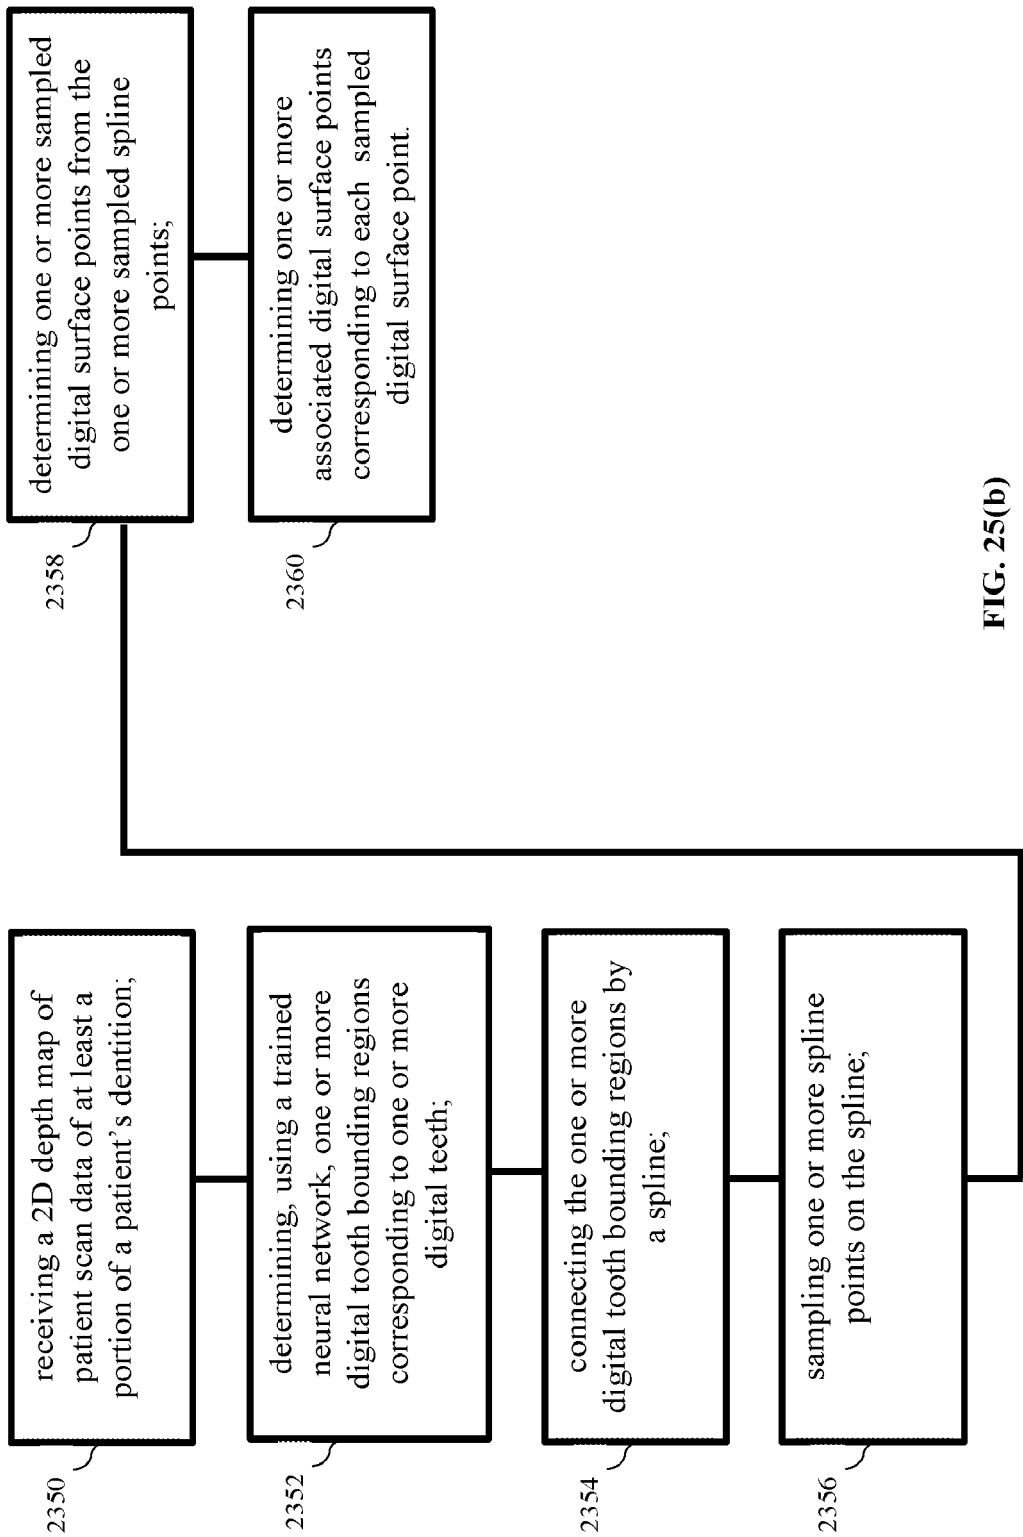 2350
receiving a 2D depth map of
patient scan data of at least a
portion of a patient's dentition;
2352
determining, using a trained
neural network, one or more
digital tooth bounding regions
corresponding to one or more
digital teeth;
2354
connecting the one or more
digital tooth bounding regions by
a spline;
2356
sampling one or more spline
points on the spline;
2358
determining one or more sampled
digital surface points from the
one or more sampled spline
points;
2360
determining one or more
associated digital surface points
corresponding to each sampled
digital surface point.
FIG. 25(b)